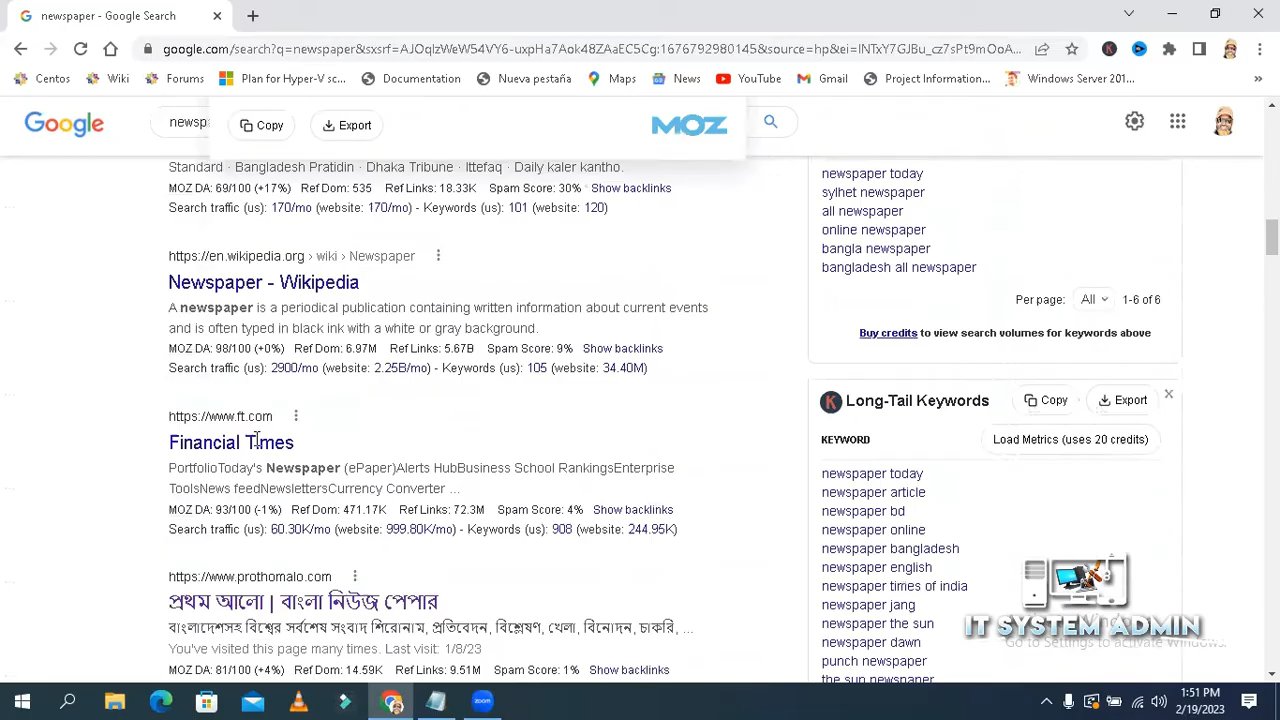 newspaper - Google Search
google.com/search?q=newspaper&sxsrf=AJOqlzWeW54VY6-uxpHa7Aok48ZAaEC5Cg:1676792980145&source=hp&ei=lNTxY7GJBu_cz7sPt9mOoA...
Centos Wiki Forums Plan for Hyper-V sc... Documentation Nueva pestaña Maps News YouTube Gmail Project Information... Windows Server 201... »
Google newsp Copy Export MOZ
Standard · Bangladesh Pratidin · Dhaka Tribune · Ittefaq · Daily kaler kantho.
MOZ DA: 69/100 (+17%) Ref Dom: 535 Ref Links: 18.33K Spam Score: 30% Show backlinks
Search traffic (us): 170/mo (website: 170/mo) - Keywords (us): 101 (website: 120)
https://en.wikipedia.org › wiki › Newspaper
Newspaper - Wikipedia
A newspaper is a periodical publication containing written information about current events
and is often typed in black ink with a white or gray background.
MOZ DA: 98/100 (+0%) Ref Dom: 6.97M Ref Links: 5.67B Spam Score: 9% Show backlinks
Search traffic (us): 2900/mo (website: 2.25B/mo) - Keywords (us): 105 (website: 34.40M)
https://www.ft.com
Financial Times
PortfolioToday's Newspaper (ePaper)Alerts HubBusiness School RankingsEnterprise
ToolsNews feedNewslettersCurrency Converter ...
MOZ DA: 93/100 (-1%) Ref Dom: 471.17K Ref Links: 72.3M Spam Score: 4% Show backlinks
Search traffic (us): 60.30K/mo (website: 999.80K/mo) - Keywords (us): 908 (website: 244.95K)
https://www.prothomalo.com
প্রথম আলো | বাংলা নিউজ পেপার
বাংলাদেশসহ বিশ্বের সর্বশেষ সংবাদ শিরোনাম, প্রতিবেদন, বিশ্লেষণ, খেলা, বিনোদন, চাকরি, ...
You've visited this page many times. Last visit: 1/8/23
MOZ DA: 81/100 (+4%) Ref Dom: 14.59K Ref Links: 9.51M Spam Score: 1% Show backlinks
newspaper today
sylhet newspaper
all newspaper
online newspaper
bangla newspaper
bangladesh all newspaper
Per page: All 1-6 of 6
Buy credits to view search volumes for keywords above
K Long-Tail Keywords Copy Export
KEYWORD Load Metrics (uses 20 credits)
newspaper today
newspaper article
newspaper bd
newspaper online
newspaper bangladesh
newspaper english
newspaper times of india
newspaper jang
newspaper the sun
newspaper dawn
punch newspaper
the sun newspaper
IT SYSTEM ADMIN
Go to Settings to activate Windows.
zoom
1:51 PM
2/19/2023